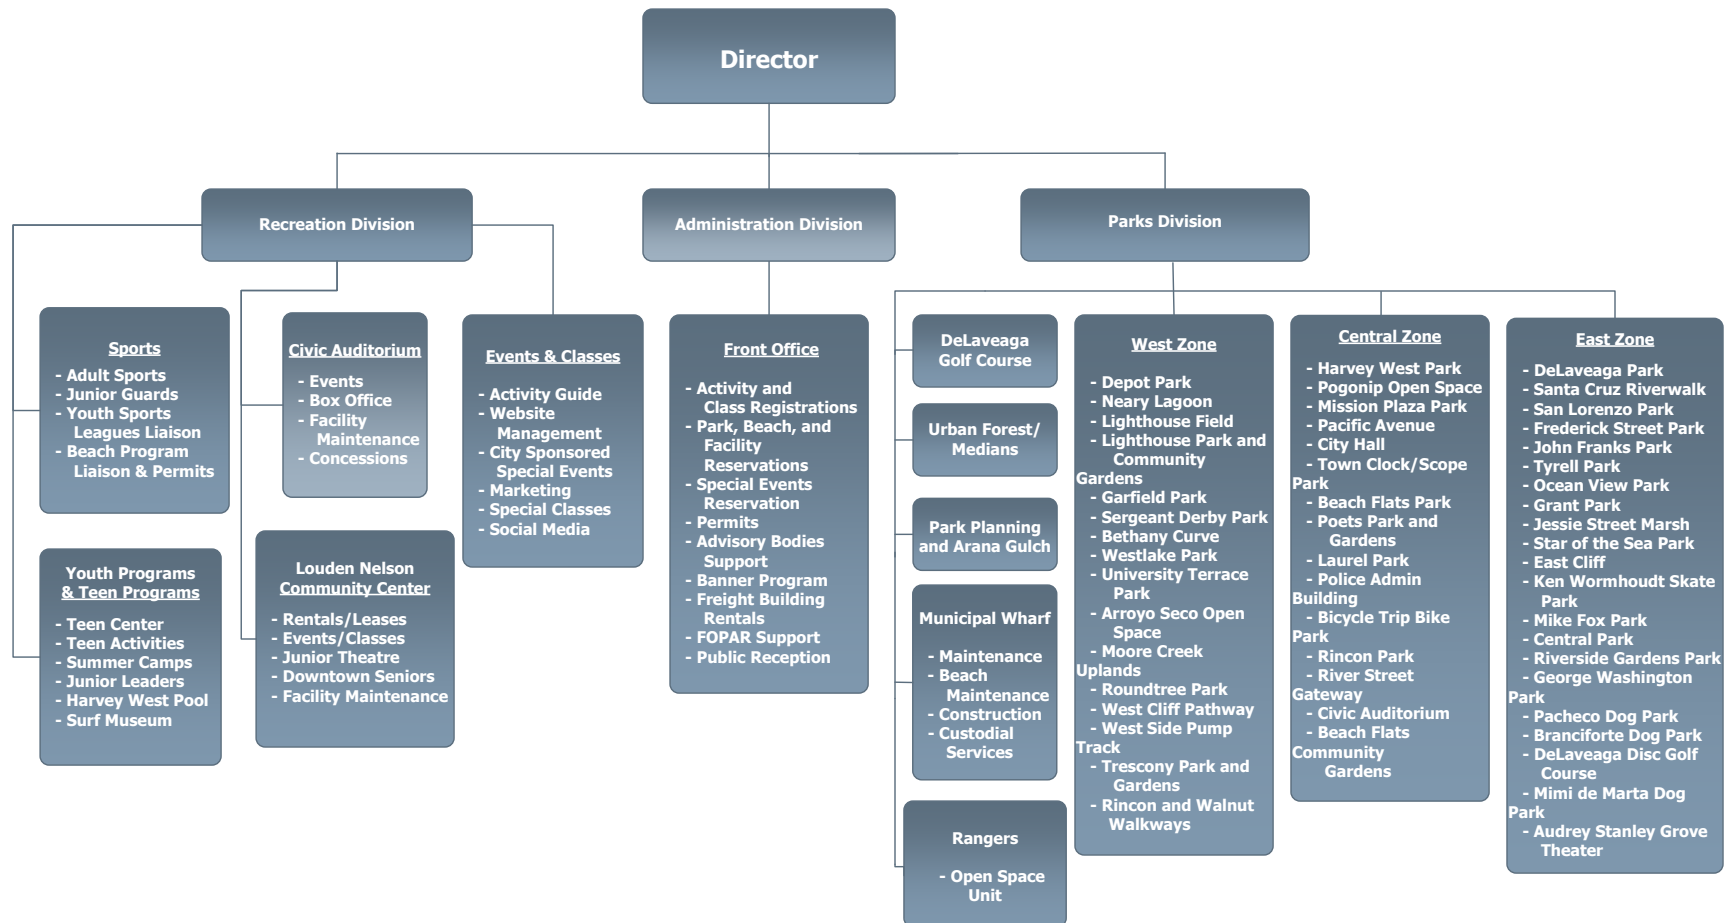 Director
Recreation Division
Administration Division
Parks Division
Sports
- Adult Sports
- Junior Guards
- Youth Sports
Leagues Liaison
- Beach Program
Liaison & Permits
Civic Auditorium
- Events
- Box Office
- Facility
Maintenance
- Concessions
Events & Classes
- Activity Guide
- Website
Management
- City Sponsored
Special Events
- Marketing
- Special Classes
- Social Media
Youth Programs
& Teen Programs
- Teen Center
- Teen Activities
- Summer Camps
- Junior Leaders
- Harvey West Pool
- Surf Museum
Louden Nelson
Community Center
- Rentals/Leases
- Events/Classes
- Junior Theatre
- Downtown Seniors
- Facility Maintenance
Front Office
- Activity and
Class Registrations
- Park, Beach, and
Facility
Reservations
- Special Events
Reservation
- Permits
- Advisory Bodies
Support
- Banner Program
- Freight Building
Rentals
- FOPAR Support
- Public Reception
DeLaveaga
Golf Course
Urban Forest/
Medians
Park Planning
and Arana Gulch
Municipal Wharf
- Maintenance
- Beach
Maintenance
- Construction
- Custodial
Services
Rangers
- Open Space
Unit
West Zone
- Depot Park
- Neary Lagoon
- Lighthouse Field
- Lighthouse Park and
Community
Gardens
- Garfield Park
- Sergeant Derby Park
- Bethany Curve
- Westlake Park
- University Terrace
Park
- Arroyo Seco Open
Space
- Moore Creek
Uplands
- Roundtree Park
- West Cliff Pathway
- West Side Pump
Track
- Trescony Park and
Gardens
- Rincon and Walnut
Walkways
Central Zone
- Harvey West Park
- Pogonip Open Space
- Mission Plaza Park
- Pacific Avenue
- City Hall
- Town Clock/Scope
Park
- Beach Flats Park
- Poets Park and
Gardens
- Laurel Park
- Police Admin
Building
- Bicycle Trip Bike
Park
- Rincon Park
- River Street
Gateway
- Civic Auditorium
- Beach Flats
Community
Gardens
East Zone
- DeLaveaga Park
- Santa Cruz Riverwalk
- San Lorenzo Park
- Frederick Street Park
- John Franks Park
- Tyrell Park
- Ocean View Park
- Grant Park
- Jessie Street Marsh
- Star of the Sea Park
- East Cliff
- Ken Wormhoudt Skate
Park
- Mike Fox Park
- Central Park
- Riverside Gardens Park
- George Washington
Park
- Pacheco Dog Park
- Branciforte Dog Park
- DeLaveaga Disc Golf
Course
- Mimi de Marta Dog
Park
- Audrey Stanley Grove
Theater